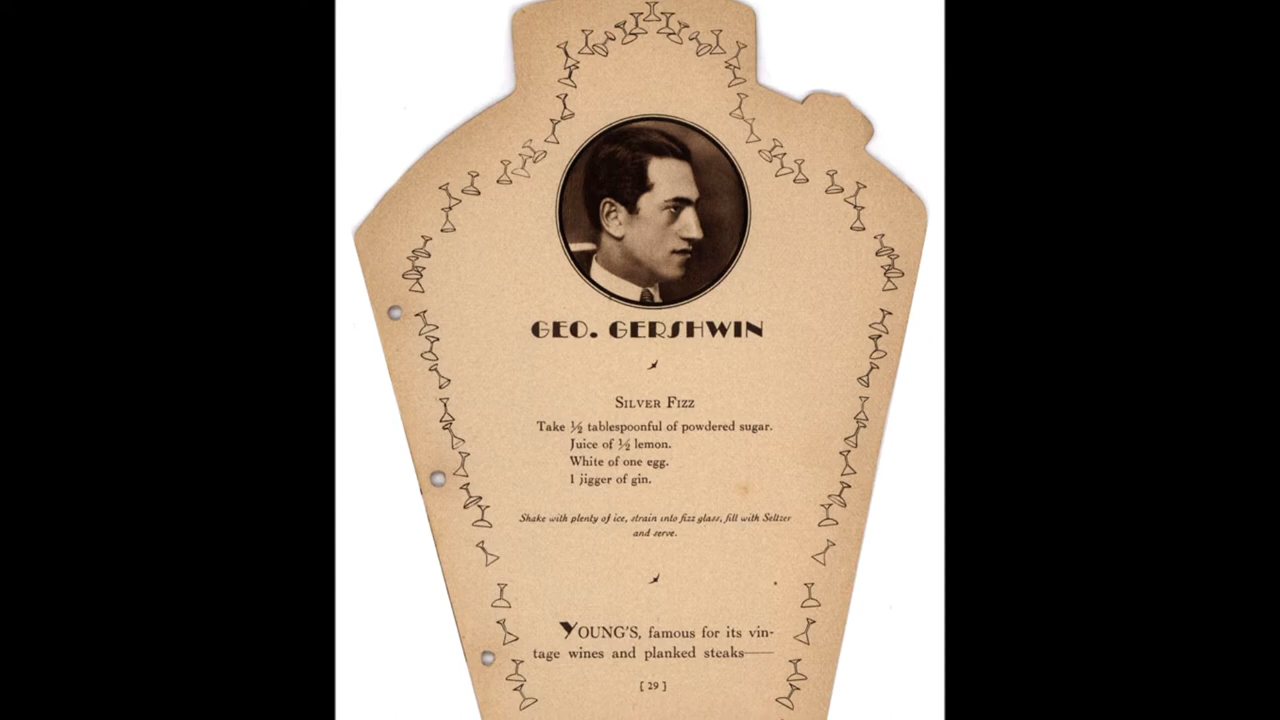 GEO. GERSHWIN
SILVER FIZZ
Take ½ tablespoonful of powdered sugar.
Juice of ½ lemon.
White of one egg.
1 jigger of gin.
Shake with plenty of ice, strain into fizz glass, fill with Seltzer
and serve.
YOUNG'S, famous for its vin-
tage wines and planked steaks——
[ 29 ]